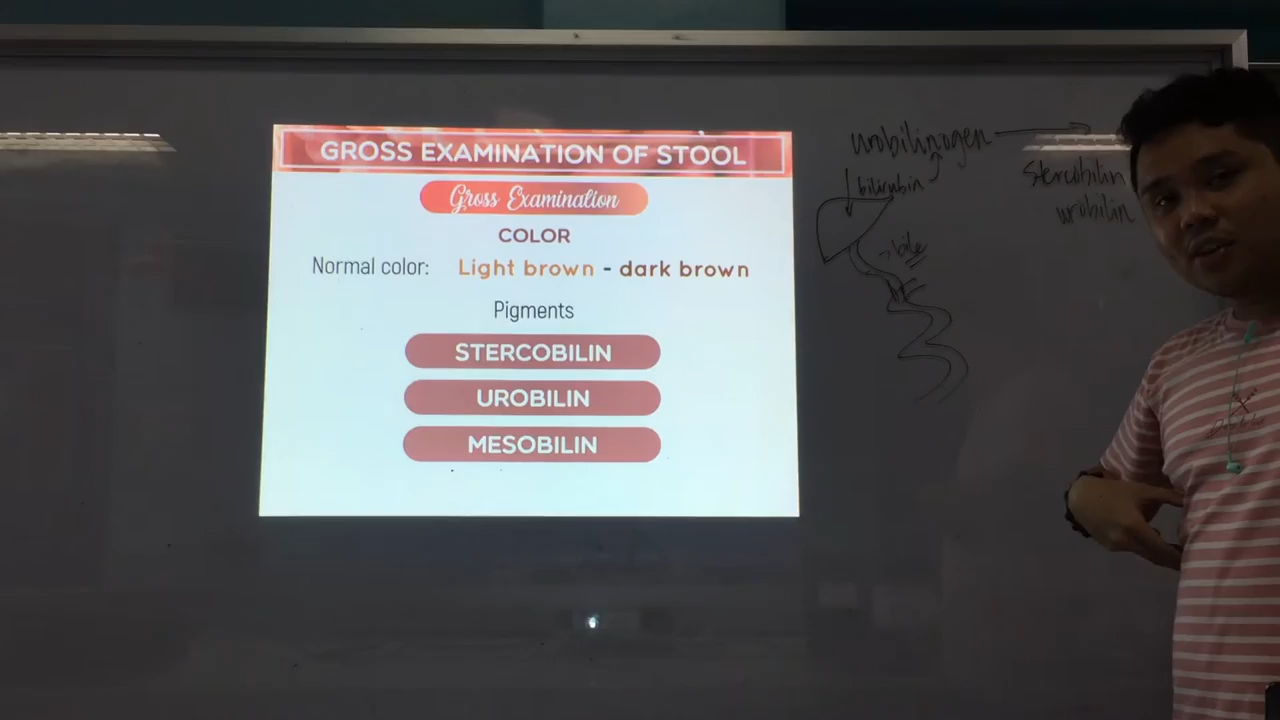 GROSS EXAMINATION OF STOOL
Gross Examination
COLOR
Normal color: Light brown - dark brown
Pigments
STERCOBILIN
UROBILIN
MESOBILIN
urobilinogen
bilirubin
bile
stercobilin
urobilin